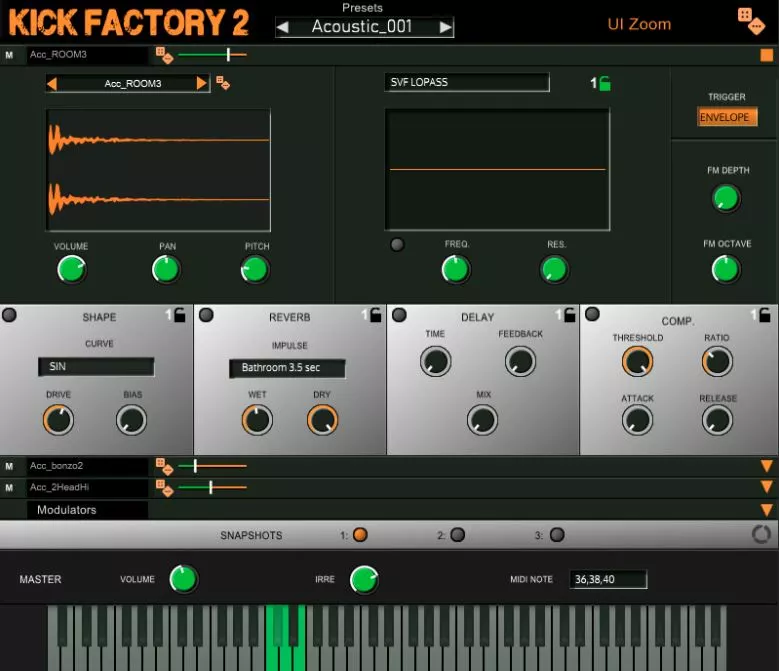 KICK FACTORY 2
Presets
Acoustic_001
UI Zoom
M
Acc_ROOM3
Acc_ROOM3
SVF LOPASS
1
TRIGGER
ENVELOPE
FM DEPTH
VOLUME
PAN
PITCH
FREQ.
RES.
FM OCTAVE
SHAPE
1
REVERB
1
DELAY
1
COMP.
1
CURVE
SIN
DRIVE
BIAS
IMPULSE
Bathroom 3.5 sec
WET
DRY
TIME
FEEDBACK
MIX
THRESHOLD
RATIO
ATTACK
RELEASE
M
Acc_bonzo2
M
Acc_2HeadHi
Modulators
SNAPSHOTS
1:
2:
3:
MASTER
VOLUME
IRRE
MIDI NOTE
36,38,40